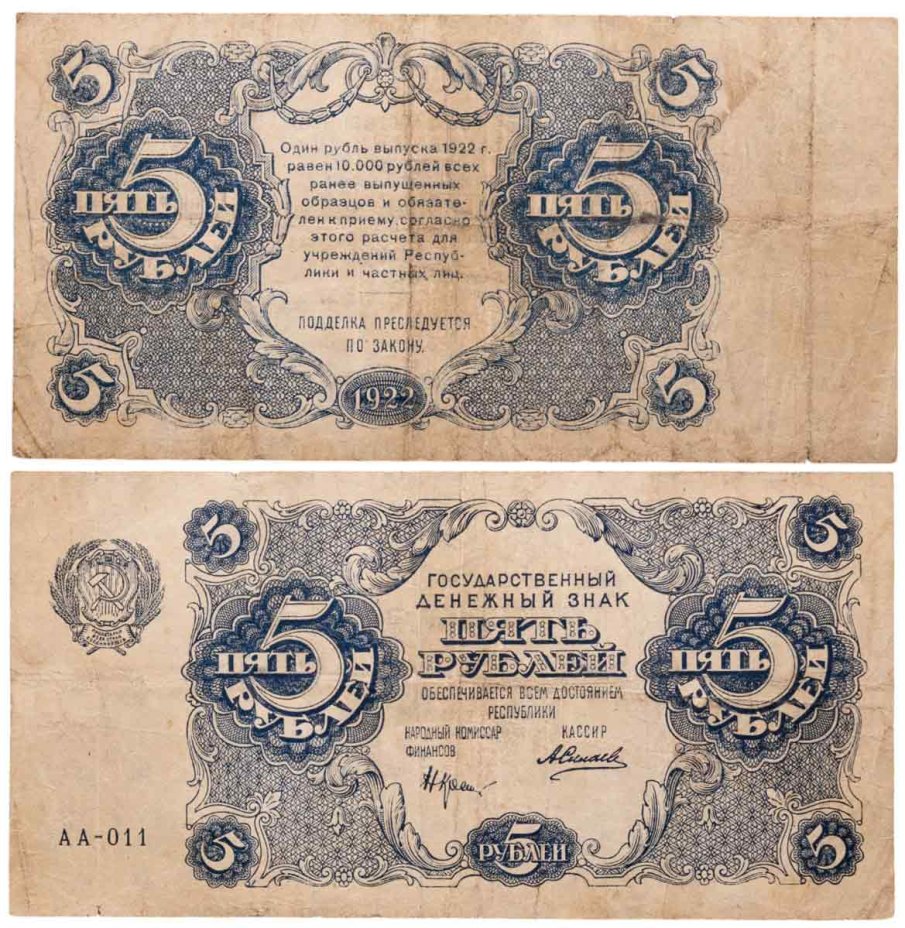 5
5
5
ПЯТЬ
РУБЛЕЙ
Один рубль выпуска 1922 г.
равен 10.000 рублей всех
ранее выпущенных
образцов и обязате-
лен к приему, согласно
этого расчета для
учреждений Респуб-
лики и частных лиц.
5
ПЯТЬ
РУБЛЕЙ
ПОДДЕЛКА ПРЕСЛЕДУЕТСЯ
ПО ЗАКОНУ.
5
1922
5
5
5
ГОСУДАРСТВЕННЫЙ
ДЕНЕЖНЫЙ ЗНАК
ПЯТЬ
РУБЛЕЙ
5
ПЯТЬ
РУБЛЕЙ
5
ПЯТЬ
РУБЛЕЙ
ОБЕСПЕЧИВАЕТСЯ ВСЕМ ДОСТОЯНИЕМ
РЕСПУБЛИКИ
НАРОДНЫЙ КОМИССАР
ФИНАНСОВ
КАССИР
АА-011
5
5
РУБЛЕЙ
5